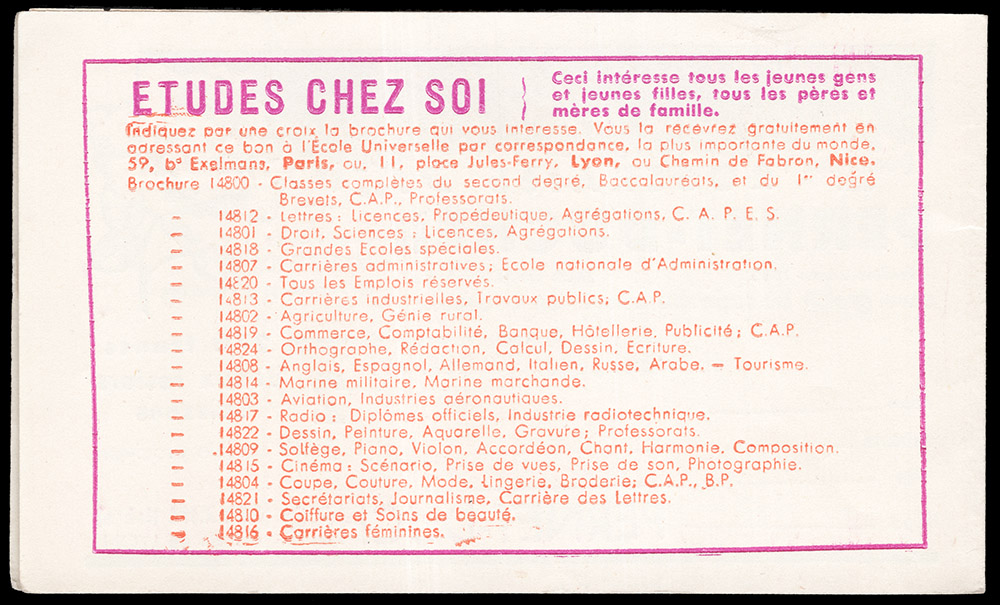 ETUDES CHEZ SOI
Ceci intéresse tous les jeunes gens
et jeunes filles, tous les pères et
mères de famille.
Indiquez par une croix la brochure qui vous interesse. Vous la recevrez gratuitement en
adressant ce bon à l'École Universelle par correspondance, la plus importante du monde,
59, bd Exelmans, Paris, ou, 11, place Jules-Ferry, Lyon, ou Chemin de Fabron, Nice.
Brochure 14800 - Classes complètes du second degré, Baccalauréats, et du 1er degré
Brevets, C.A.P., Professorats.
— 14812 - Lettres : Licences, Propédeutique, Agrégations, C. A. P. E. S.
— 14801 - Droit, Sciences : Licences, Agrégations.
— 14818 - Grandes Ecoles spéciales.
— 14807 - Carrières administratives; Ecole nationale d'Administration.
— 14820 - Tous les Emplois réservés.
— 14813 - Carrières industrielles, Travaux publics; C.A.P.
— 14802 - Agriculture, Génie rural.
— 14819 - Commerce, Comptabilité, Banque, Hôtellerie, Publicité; C.A.P.
— 14824 - Orthographe, Rédaction, Calcul, Dessin, Ecriture.
— 14808 - Anglais, Espagnol, Allemand, Italien, Russe, Arabe. — Tourisme.
— 14814 - Marine militaire, Marine marchande.
— 14803 - Aviation, Industries aéronautiques.
— 14817 - Radio : Diplômes officiels, Industrie radiotechnique.
— 14822 - Dessin, Peinture, Aquarelle, Gravure; Professorats.
— 14809 - Solfège, Piano, Violon, Accordéon, Chant, Harmonie, Composition.
— 14815 - Cinéma : Scénario, Prise de vues, Prise de son, Photographie.
— 14804 - Coupe, Couture, Mode, Lingerie, Broderie; C.A.P., B.P.
— 14821 - Secrétariats, Journalisme, Carrière des Lettres.
— 14810 - Coiffure et Soins de beauté.
— 14816 - Carrières féminines.